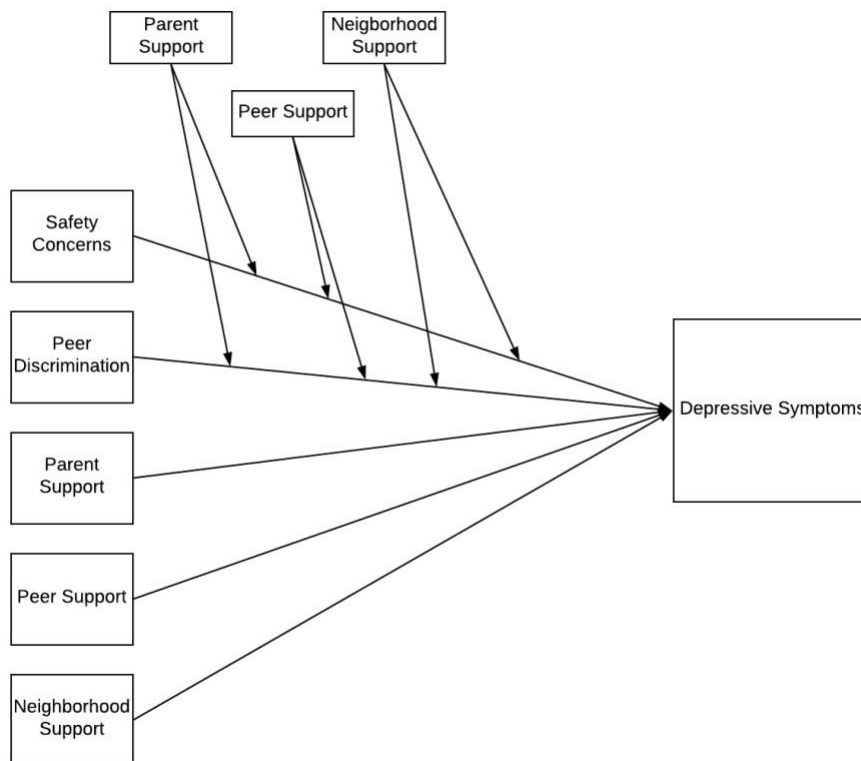 Parent
Support
Neigborhood
Support
Peer Support
Safety
Concerns
Peer
Discrimination
Parent
Support
Peer Support
Neighborhood
Support
Depressive Symptoms